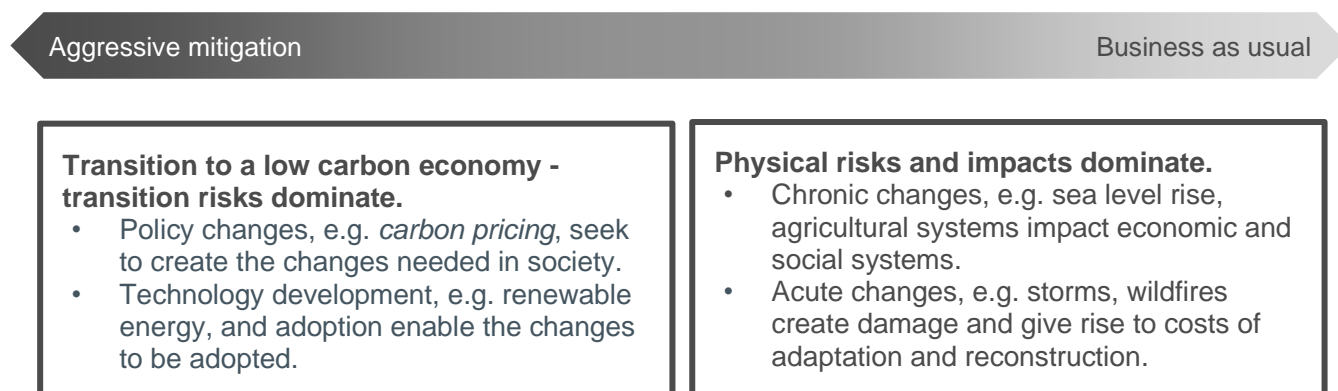 Aggressive mitigation
Business as usual
Transition to a low carbon economy -
transition risks dominate.
• Policy changes, e.g. carbon pricing, seek
to create the changes needed in society.
• Technology development, e.g. renewable
energy, and adoption enable the changes
to be adopted.
Physical risks and impacts dominate.
• Chronic changes, e.g. sea level rise,
agricultural systems impact economic and
social systems.
• Acute changes, e.g. storms, wildfires
create damage and give rise to costs of
adaptation and reconstruction.